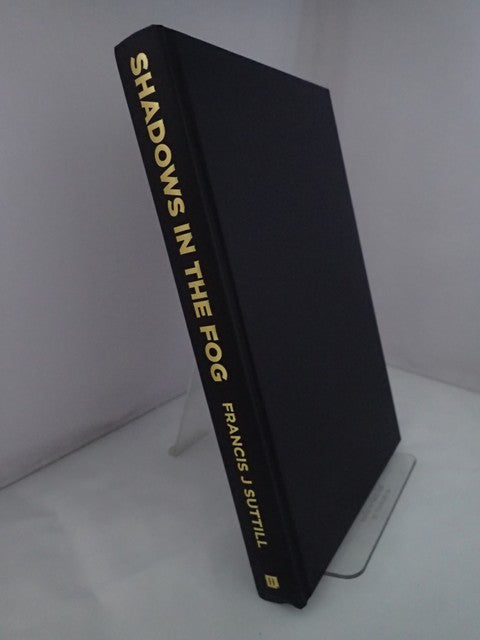 SHADOWS IN THE FOG
FRANCIS J SUTTILL